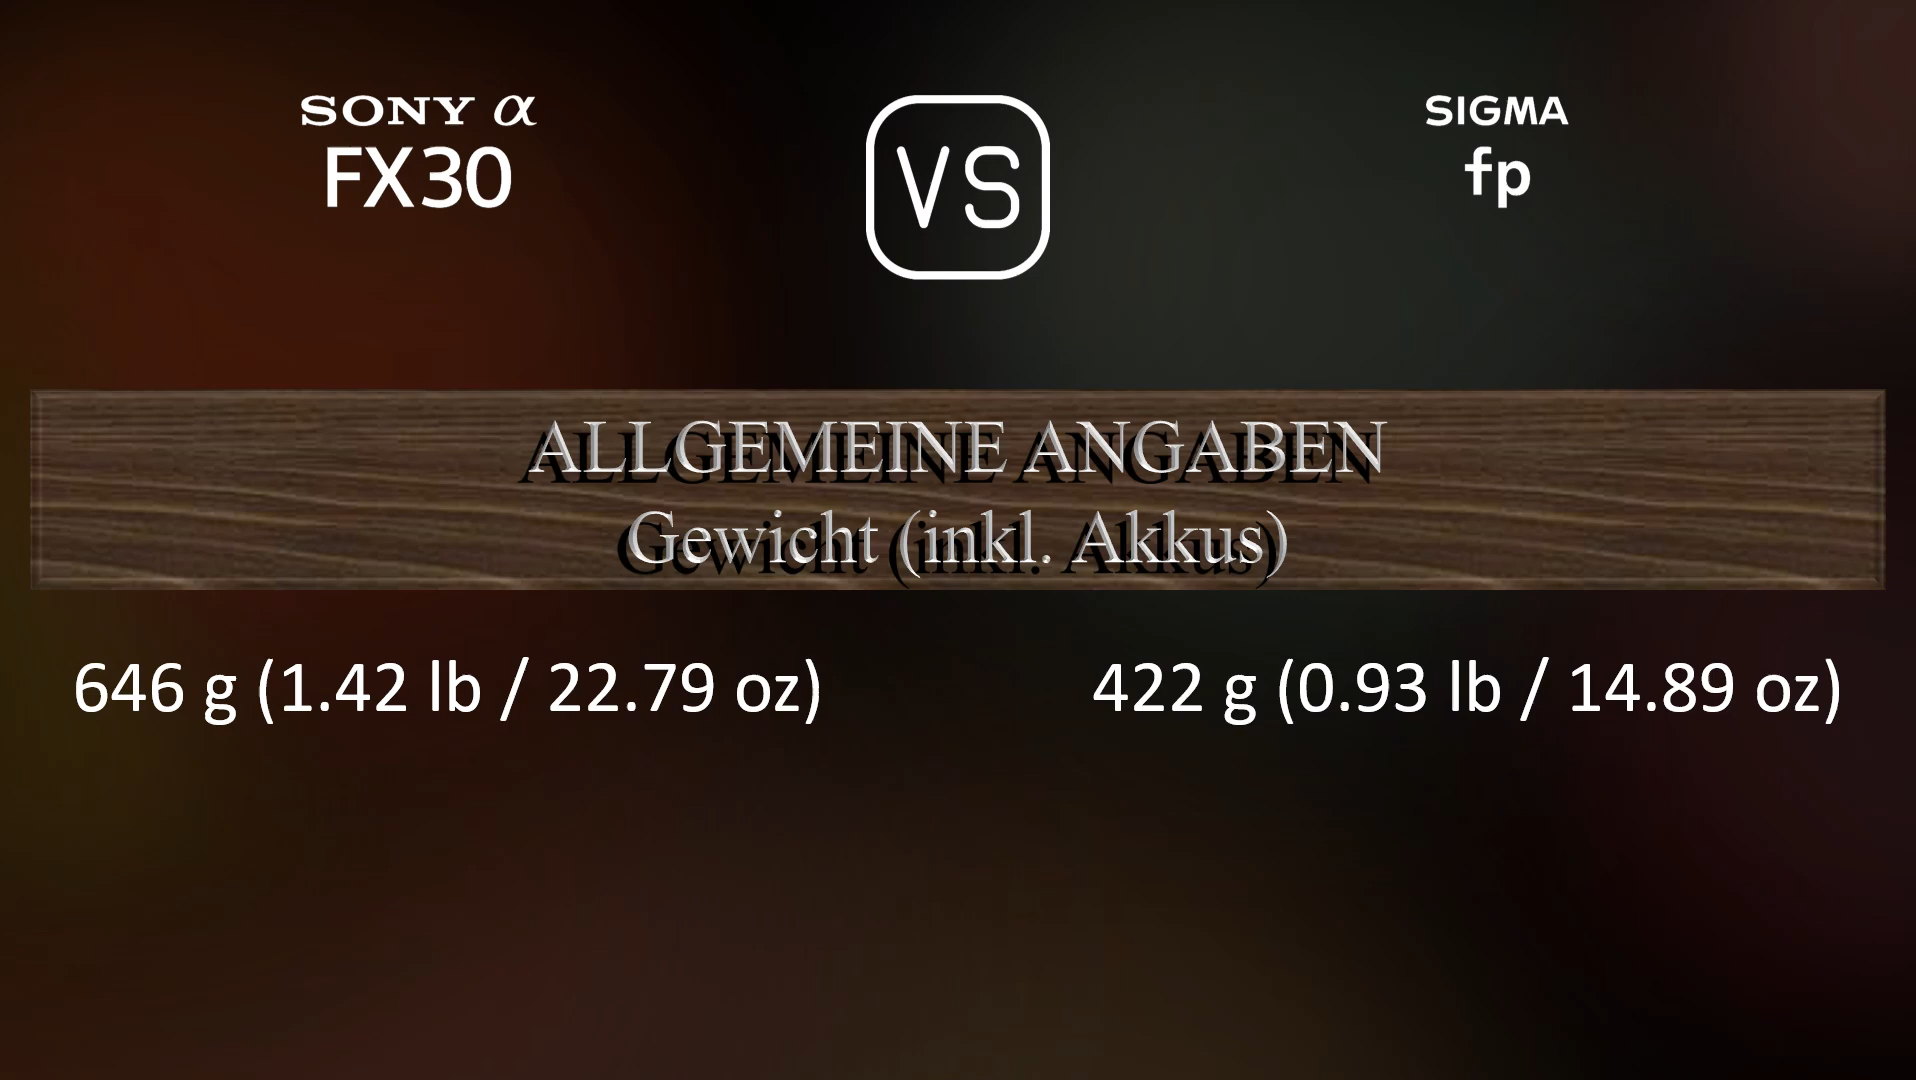 SONY α
FX30
VS
SIGMA
fp
ALLGEMEINE ANGABEN
Gewicht (inkl. Akkus)
646 g (1.42 lb / 22.79 oz)
422 g (0.93 lb / 14.89 oz)